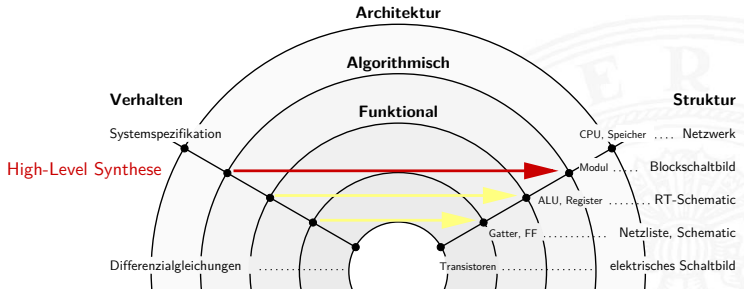 Architektur
Algorithmisch
Verhalten
Funktional
Struktur
Systemspezifikation
CPU, Speicher .... Netzwerk
High-Level Synthese
Modul ..... Blockschaltbild
ALU, Register ........ RT-Schematic
Gatter, FF ............ Netzliste, Schematic
Differenzialgleichungen ................
Transistoren ................. elektrisches Schaltbild
E R